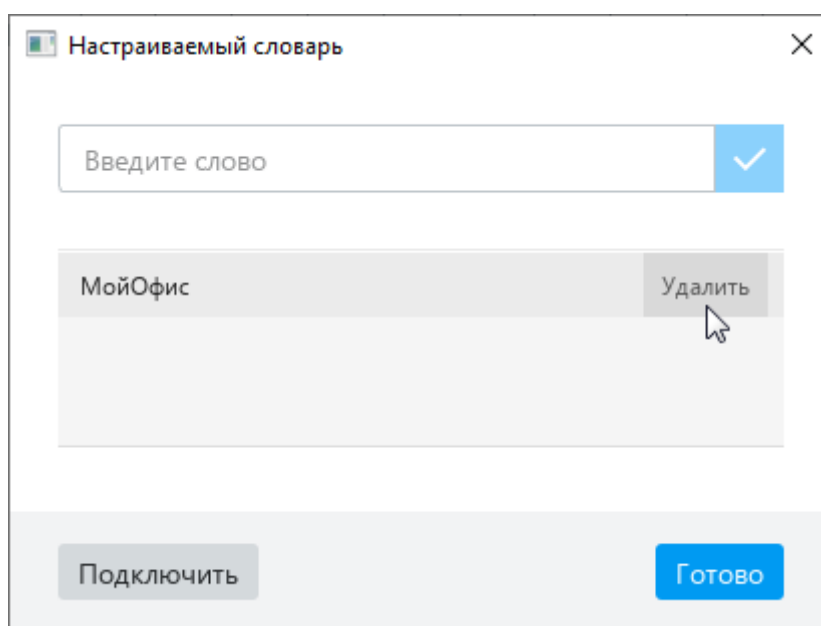 Настраиваемый словарь
Введите слово
МойОфис Удалить
Подключить Готово